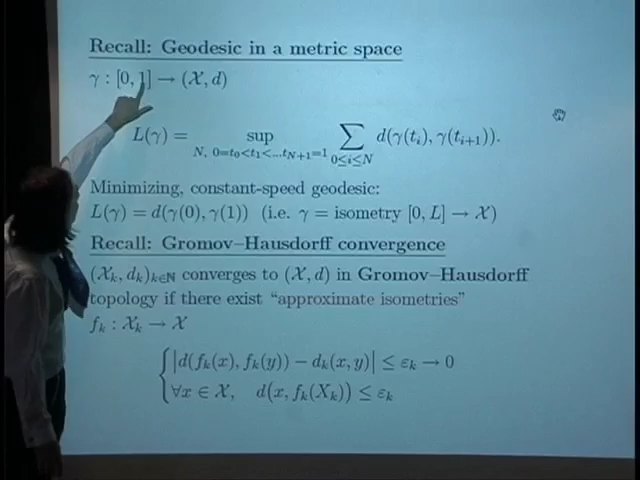 Recall: Geodesic in a metric space
γ : [0, 1] → (𝒳, d)
L(γ) = sup_{N, 0=t_0<t_1<...t_{N+1}=1} ∑_{0≤i≤N} d(γ(t_i), γ(t_{i+1})).
Minimizing, constant-speed geodesic:
L(γ) = d(γ(0), γ(1)) (i.e. γ = isometry [0, L] → 𝒳)
Recall: Gromov–Hausdorff convergence
(𝒳_k, d_k)_{k∈ℕ} converges to (𝒳, d) in Gromov–Hausdorff
topology if there exist “approximate isometries”
f_k : 𝒳_k → 𝒳
{ |d(f_k(x), f_k(y)) − d_k(x, y)| ≤ ε_k → 0
∀x ∈ 𝒳, d(x, f_k(X_k)) ≤ ε_k